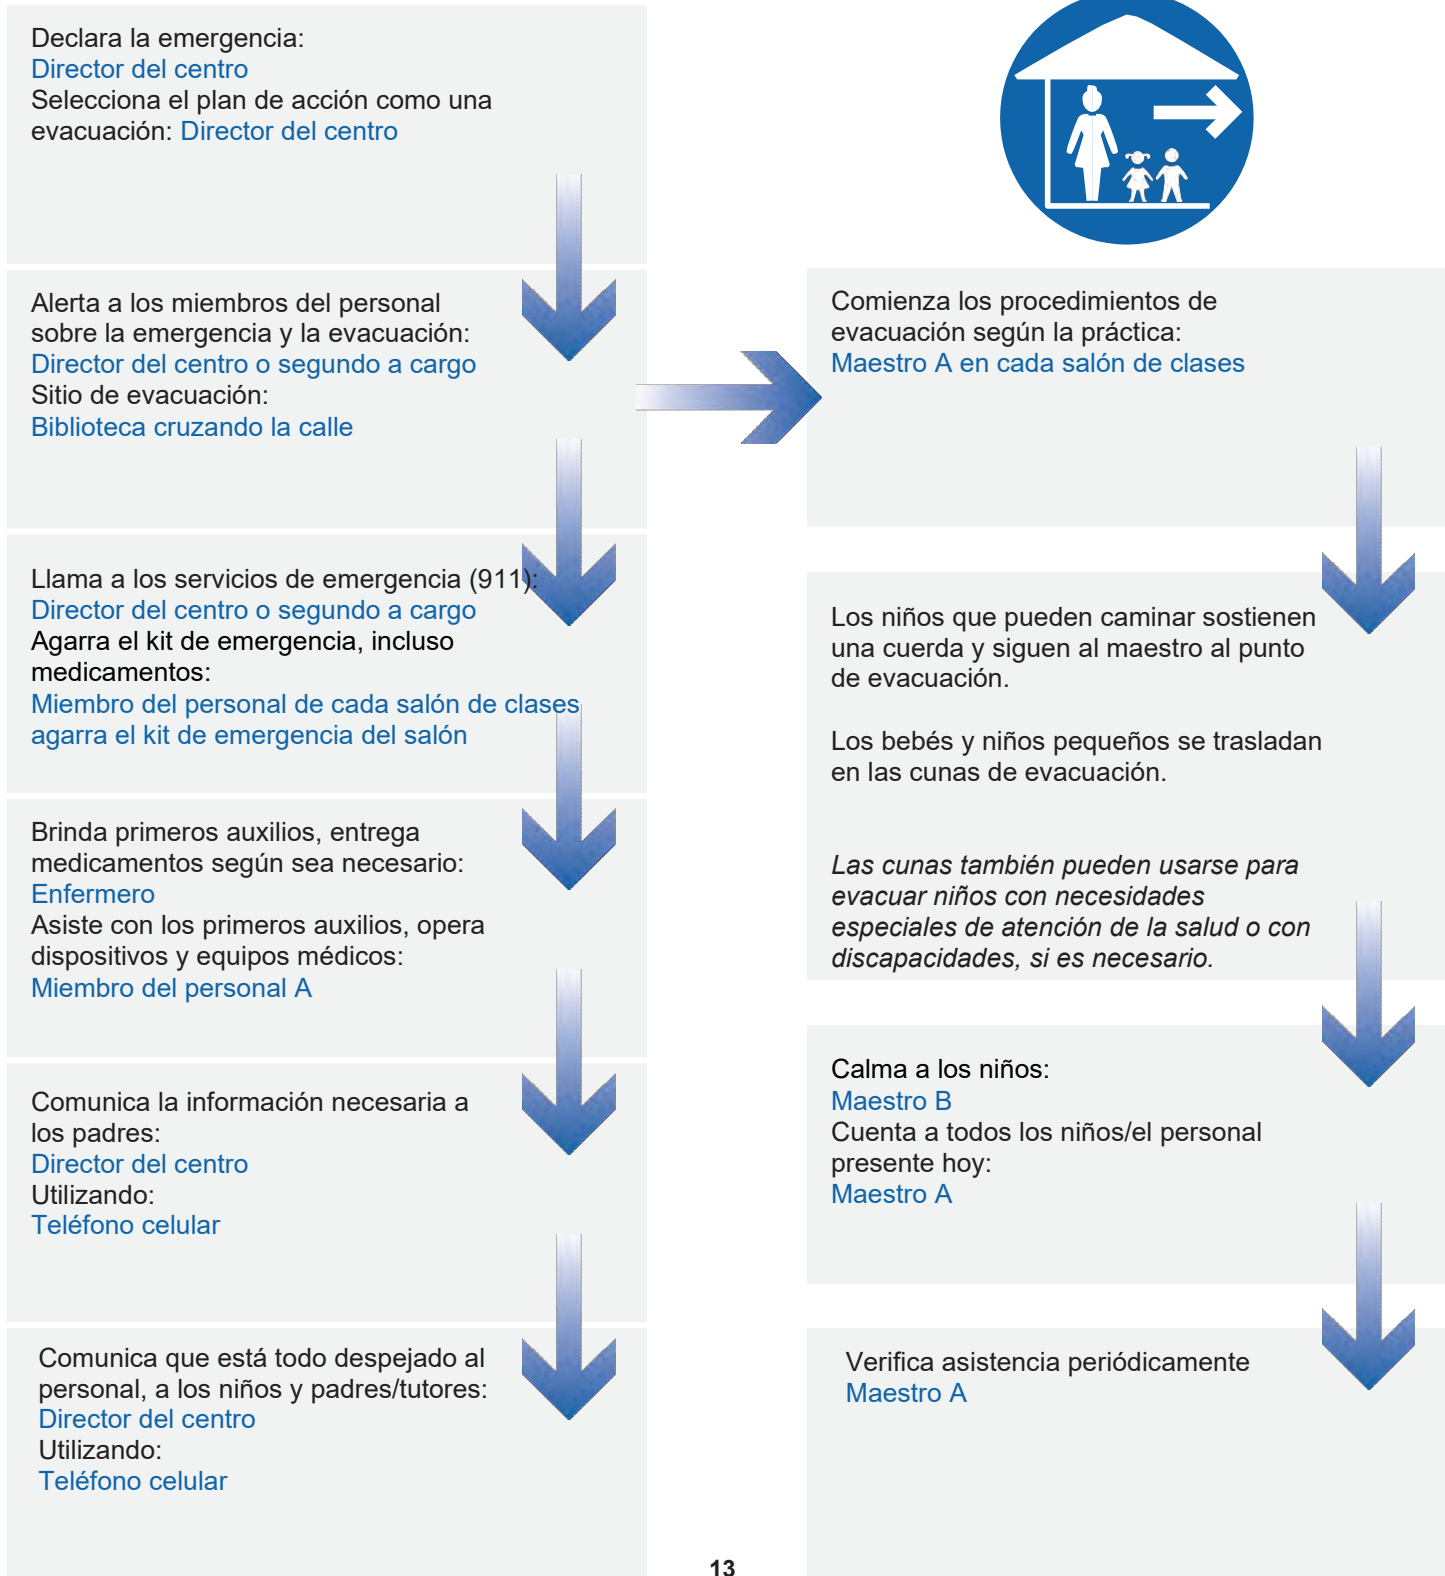 Declara la emergencia:
Director del centro
Selecciona el plan de acción como una
evacuación: Director del centro
Alerta a los miembros del personal
sobre la emergencia y la evacuación:
Director del centro o segundo a cargo
Sitio de evacuación:
Biblioteca cruzando la calle
Llama a los servicios de emergencia (911):
Director del centro o segundo a cargo
Agarra el kit de emergencia, incluso
medicamentos:
Miembro del personal de cada salón de clases
agarra el kit de emergencia del salón
Brinda primeros auxilios, entrega
medicamentos según sea necesario:
Enfermero
Asiste con los primeros auxilios, opera
dispositivos y equipos médicos:
Miembro del personal A
Comunica la información necesaria a
los padres:
Director del centro
Utilizando:
Teléfono celular
Comunica que está todo despejado al
personal, a los niños y padres/tutores:
Director del centro
Utilizando:
Teléfono celular
Comienza los procedimientos de
evacuación según la práctica:
Maestro A en cada salón de clases
Los niños que pueden caminar sostienen
una cuerda y siguen al maestro al punto
de evacuación.
Los bebés y niños pequeños se trasladan
en las cunas de evacuación.
Las cunas también pueden usarse para
evacuar niños con necesidades
especiales de atención de la salud o con
discapacidades, si es necesario.
Calma a los niños:
Maestro B
Cuenta a todos los niños/el personal
presente hoy:
Maestro A
Verifica asistencia periódicamente
Maestro A
13